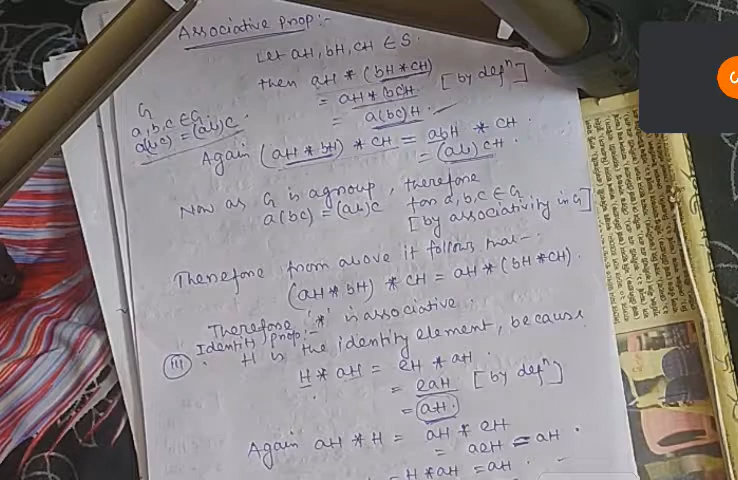 Associative Prop:-
Let aH, bH, cH ∈ S.
then aH * (bH * cH)
= aH * bcH. [by defⁿ]
= a(bc)H.
G
a,b,c ∈ G.
a(bc) = (ab)c.
Again (aH * bH) * cH = abH * cH.
= (ab)cH.
Now as G is a group, therefore
a(bc) = (ab)c for a,b,c ∈ G
[by associativity in G]
Therefore from above it follows that-
(aH * bH) * cH = aH * (bH * cH).
Therefore '*' is associative.
(iii) Identity Prop:-
H is the identity element, because
H * aH = eH * aH.
= eaH [by defⁿ]
= aH.
Again aH * H = aH * eH
= aeH = aH.
H * aH = aH.